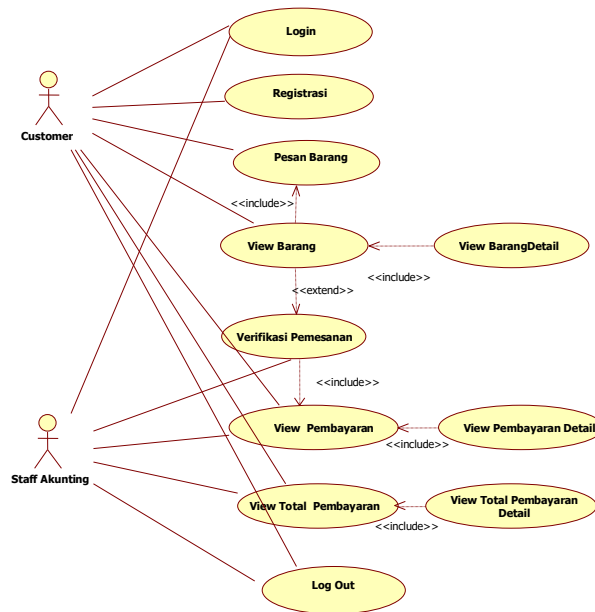 Login
Registrasi
Customer
Pesan Barang
<<include>>
View Barang
View BarangDetail
<<include>>
<<extend>>
Verifikasi Pemesanan
<<include>>
View Pembayaran
View Pembayaran Detail
<<include>>
Staff Akunting
View Total Pembayaran
View Total Pembayaran
Detail
<<include>>
Log Out